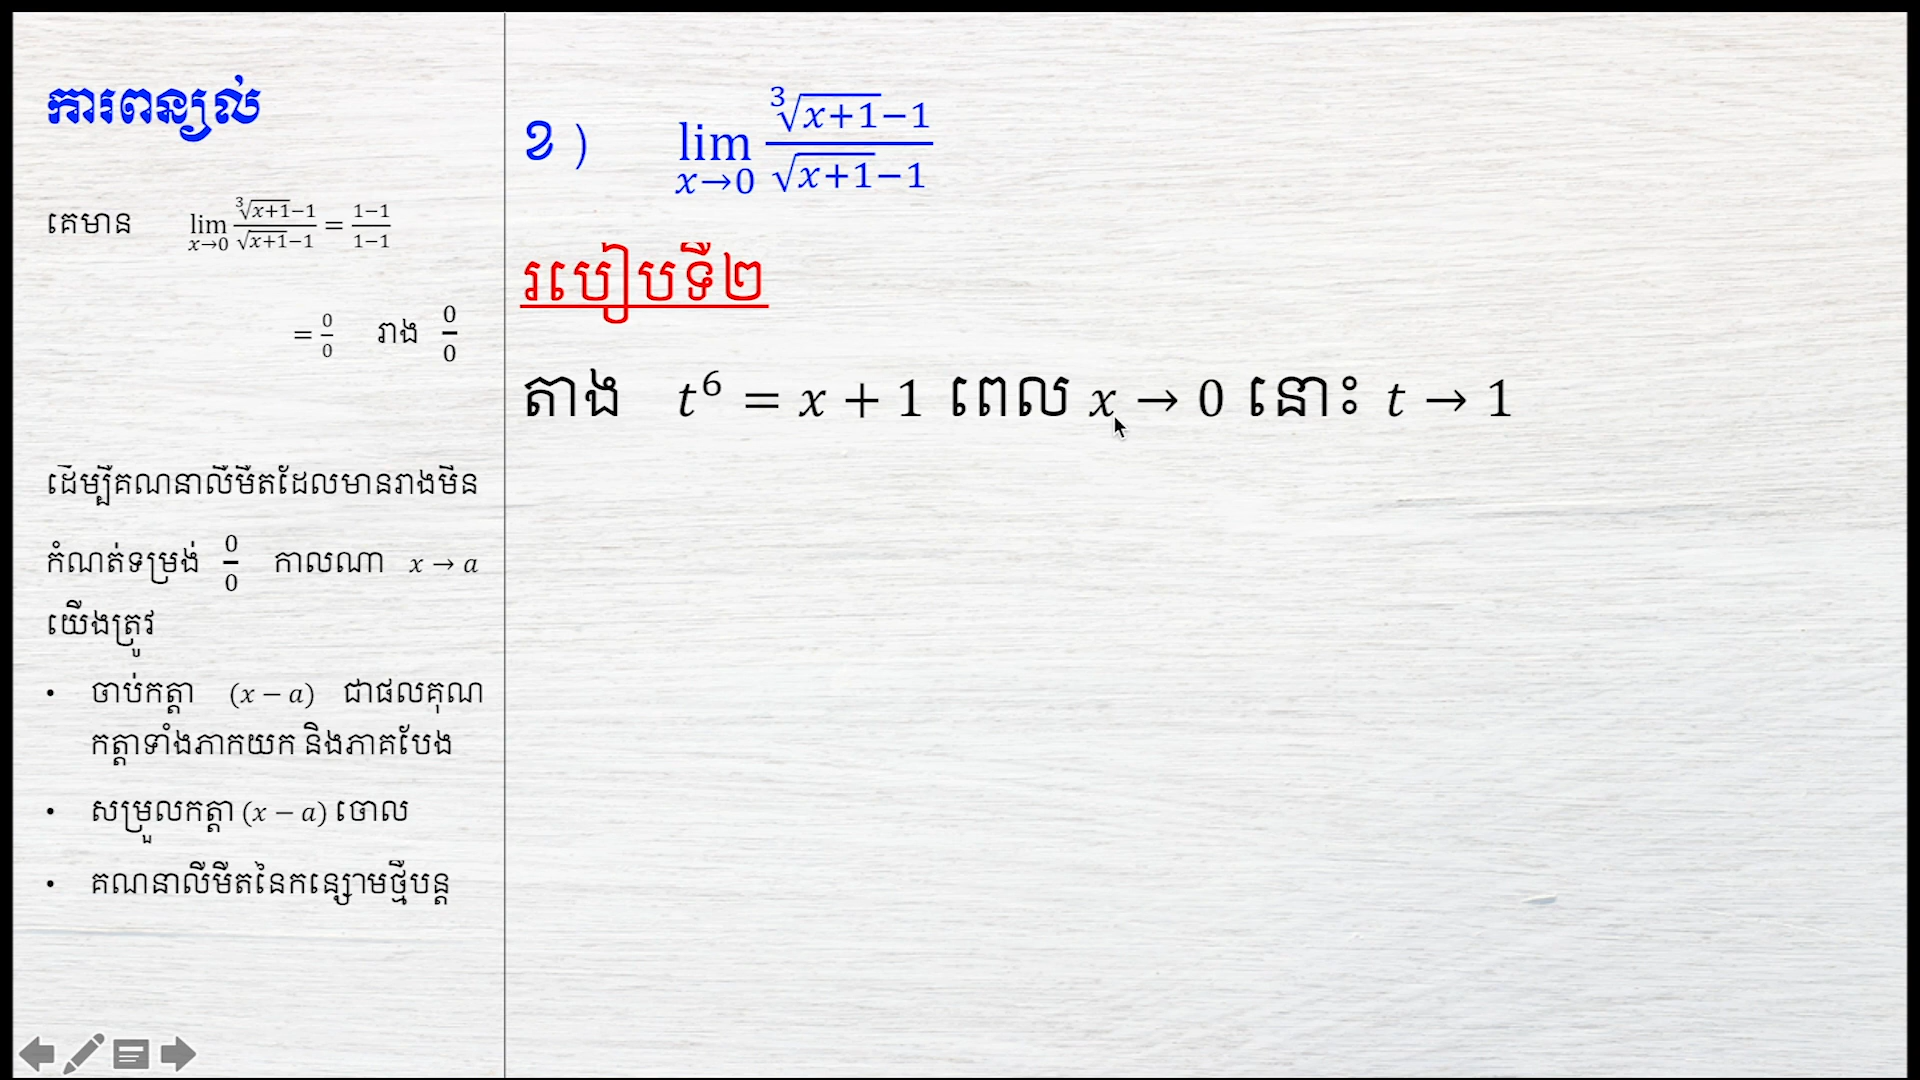 ការពន្យល់
គេមាន lim x→0 (∛(x+1)−1)/(√(x+1)−1) = (1−1)/(1−1)
= 0/0 រាង 0/0
ដើម្បីគណនាលីមីតដែលមានរាងមិន
កំណត់ទម្រង់ 0/0 កាលណា x → a
យើងត្រូវ
• ចាប់កត្តា (x − a) ជាផលគុណ
កត្តាទាំងភាកយក និងភាគបែង
• សម្រួលកត្តា (x − a) ចោល
• គណនាលីមីតនៃកន្សោមថ្មីបន្ត
ខ ) lim x→0 (∛(x+1)−1)/(√(x+1)−1)
របៀបទី២
តាង t⁶ = x + 1 ពេល x → 0 នោះ t → 1